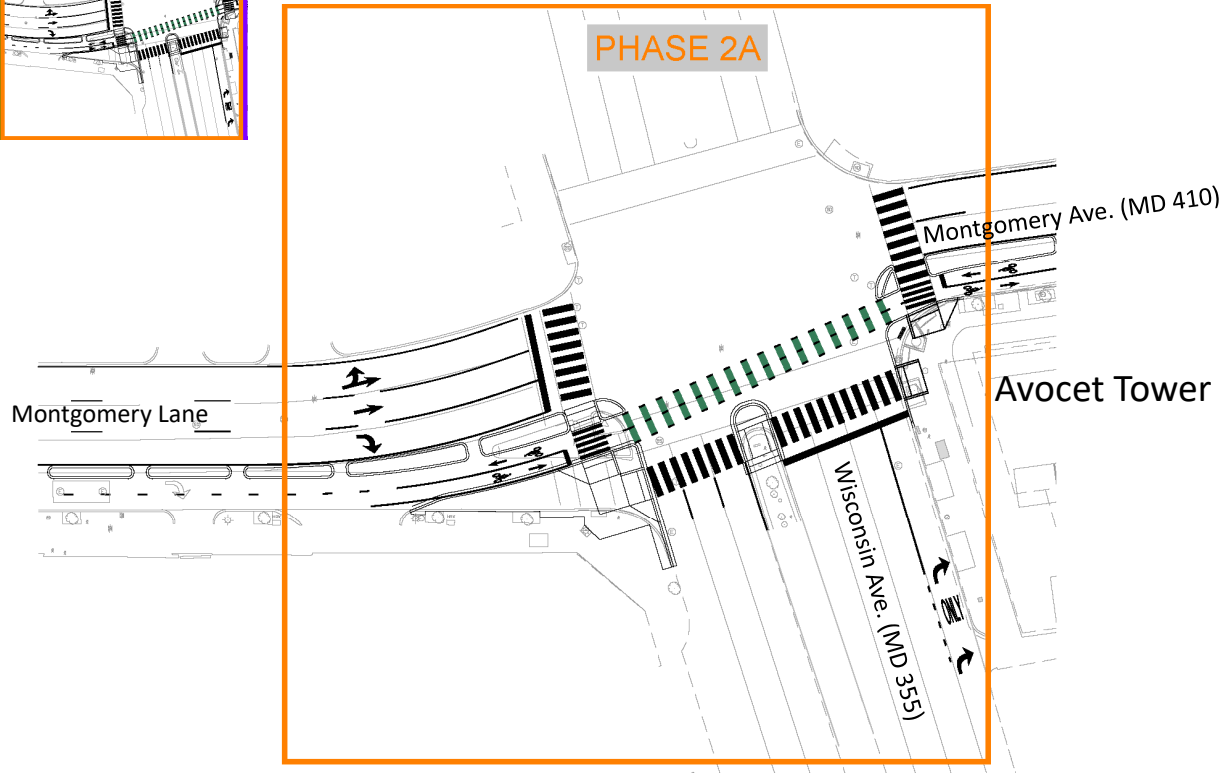 PHASE 2A
Montgomery Ave. (MD 410)
Avocet Tower
Montgomery Lane
Wisconsin Ave. (MD 355)